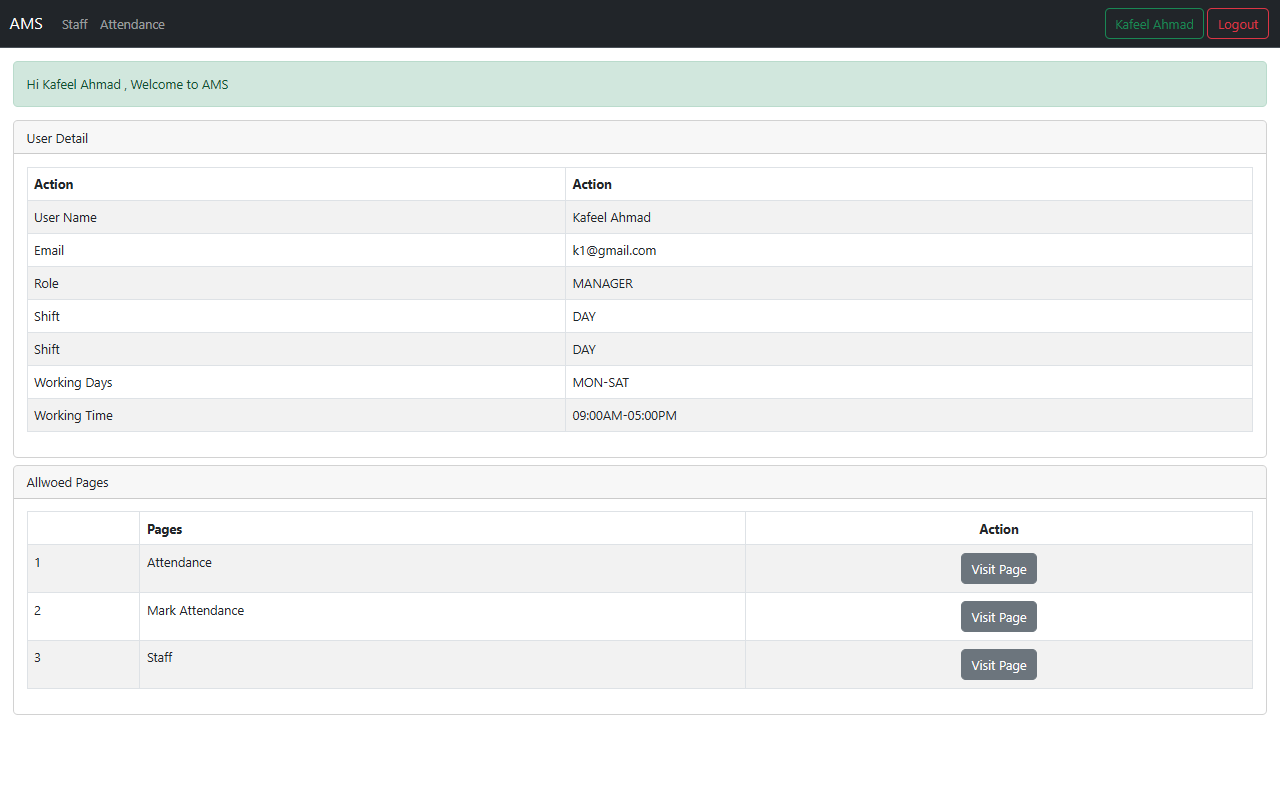 AMS Staff Attendance Kafeel Ahmad Logout
Hi Kafeel Ahmad , Welcome to AMS
User Detail
Action Action
User Name Kafeel Ahmad
Email k1@gmail.com
Role MANAGER
Shift DAY
Shift DAY
Working Days MON-SAT
Working Time 09:00AM-05:00PM
Allwoed Pages
Pages Action
1 Attendance Visit Page
2 Mark Attendance Visit Page
3 Staff Visit Page